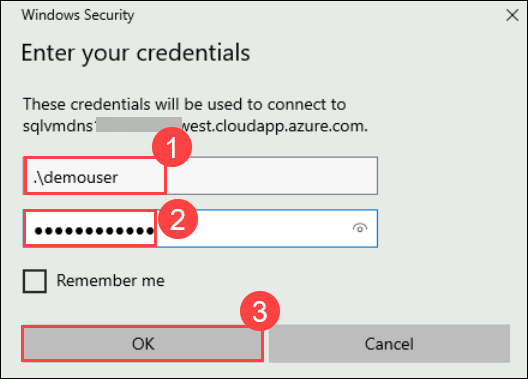 Windows Security
Enter your credentials
These credentials will be used to connect to
sqlvmdns west.cloudapp.azure.com.
1
.\demouser
2
●●●●●●●●●●●●
Remember me
3
OK
Cancel